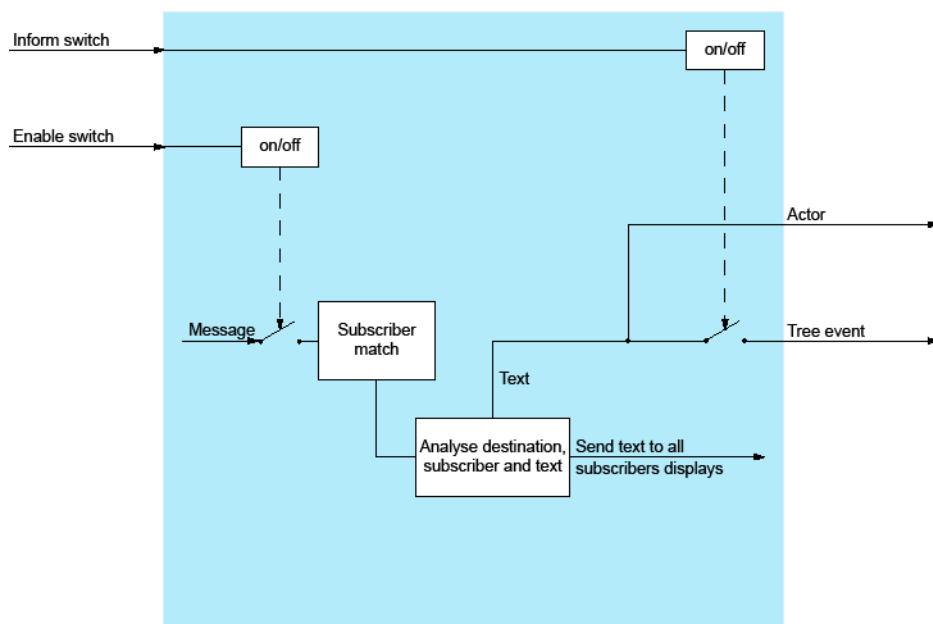 Inform switch
on/off
Enable switch
on/off
Actor
Message
Subscriber
match
Tree event
Text
Analyse destination,
subscriber and text
Send text to all
subscribers displays